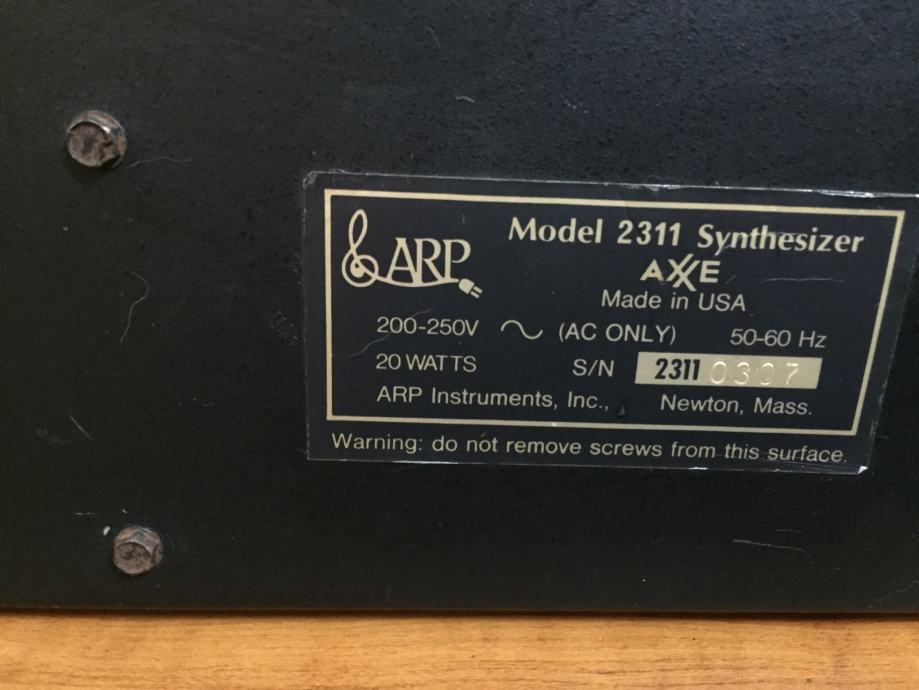 ARP
Model 2311 Synthesizer
AXXE
Made in USA
200-250V (AC ONLY) 50-60 Hz
20 WATTS S/N 2311 0307
ARP Instruments, Inc., Newton, Mass.
Warning: do not remove screws from this surface.